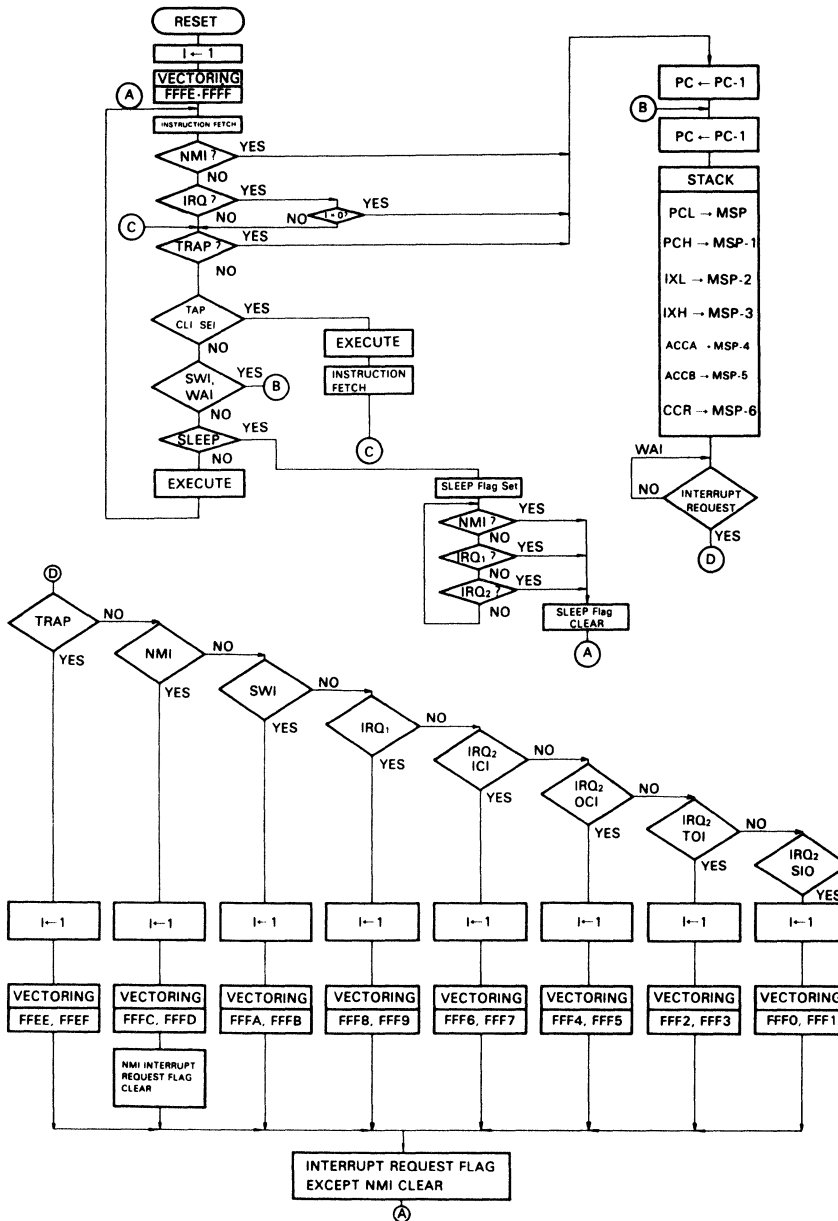 RESET
I ← 1
VECTORING
FFFE · FFFF
A
INSTRUCTION FETCH
NMI ?
YES
NO
IRQ ?
YES
NO
I = 0?
YES
NO
C
TRAP ?
YES
NO
TAP
CLI SEI
YES
NO
EXECUTE
INSTRUCTION
FETCH
C
SWI,
WAI
YES
B
NO
SLEEP
YES
NO
EXECUTE
PC ← PC-1
B
PC ← PC-1
STACK
PCL → MSP
PCH → MSP-1
IXL → MSP-2
IXH → MSP-3
ACCA → MSP-4
ACCB → MSP-5
CCR → MSP-6
WAI
NO
INTERRUPT
REQUEST
YES
D
SLEEP Flag Set
NMI ?
YES
NO
IRQ₁ ?
YES
NO
IRQ₂ ?
YES
NO
SLEEP Flag
CLEAR
A
D
TRAP
NO
YES
NMI
NO
YES
SWI
NO
YES
IRQ₁
NO
YES
IRQ₂
ICI
NO
YES
IRQ₂
OCI
NO
YES
IRQ₂
TOI
NO
YES
IRQ₂
SIO
YES
I←1
I←1
I←1
I←1
I←1
I←1
I←1
I←1
VECTORING
FFEE, FFEF
VECTORING
FFFC, FFFD
VECTORING
FFFA, FFFB
VECTORING
FFF8, FFF9
VECTORING
FFF6, FFF7
VECTORING
FFF4, FFF5
VECTORING
FFF2, FFF3
VECTORING
FFF0, FFF1
NMI INTERRUPT
REQUEST FLAG
CLEAR
INTERRUPT REQUEST FLAG
EXCEPT NMI CLEAR
A